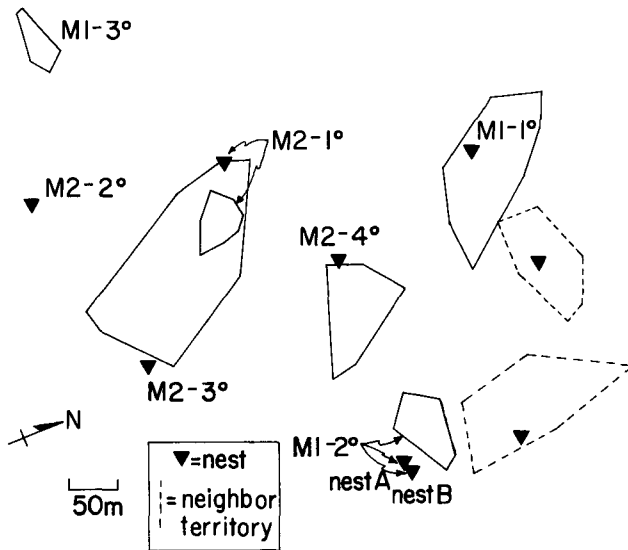 M1-3°
M2-1°
M1-1°
M2-2°
M2-4°
M2-3°
N
M1-2°
nest A
nest B
50m
▼=nest
¦= neighbor
territory